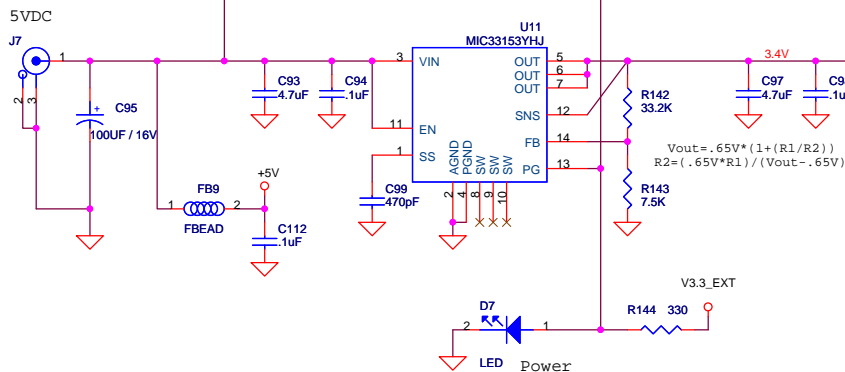 5VDC
J7
1
2
3
C95
100UF / 16V
+
C93
4.7uF
C94
.1uF
U11
MIC33153YHJ
3
VIN
11
EN
1
SS
C99
470pF
AGND
PGND
SW
SW
SW
2
4
8
9
10
OUT
5
OUT
6
OUT
7
SNS
12
FB
14
PG
13
3.4V
R142
33.2K
C97
4.7uF
.1u
Vout=.65V*(1+(R1/R2))
R2=(.65V*R1)/(Vout-.65V)
R143
7.5K
+5V
FB9
1
2
FBEAD
C112
.1uF
V3.3_EXT
R144 330
D7
2
1
LED
Power